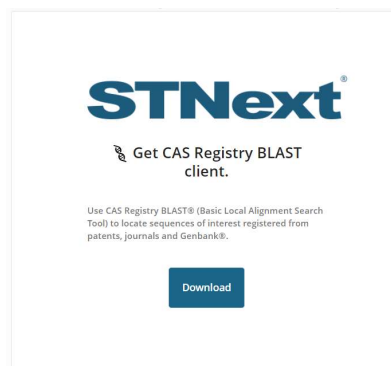 STNext®
Get CAS Registry BLAST
client.
Use CAS Registry BLAST® (Basic Local Alignment Search
Tool) to locate sequences of interest registered from
patents, journals and Genbank®.
Download